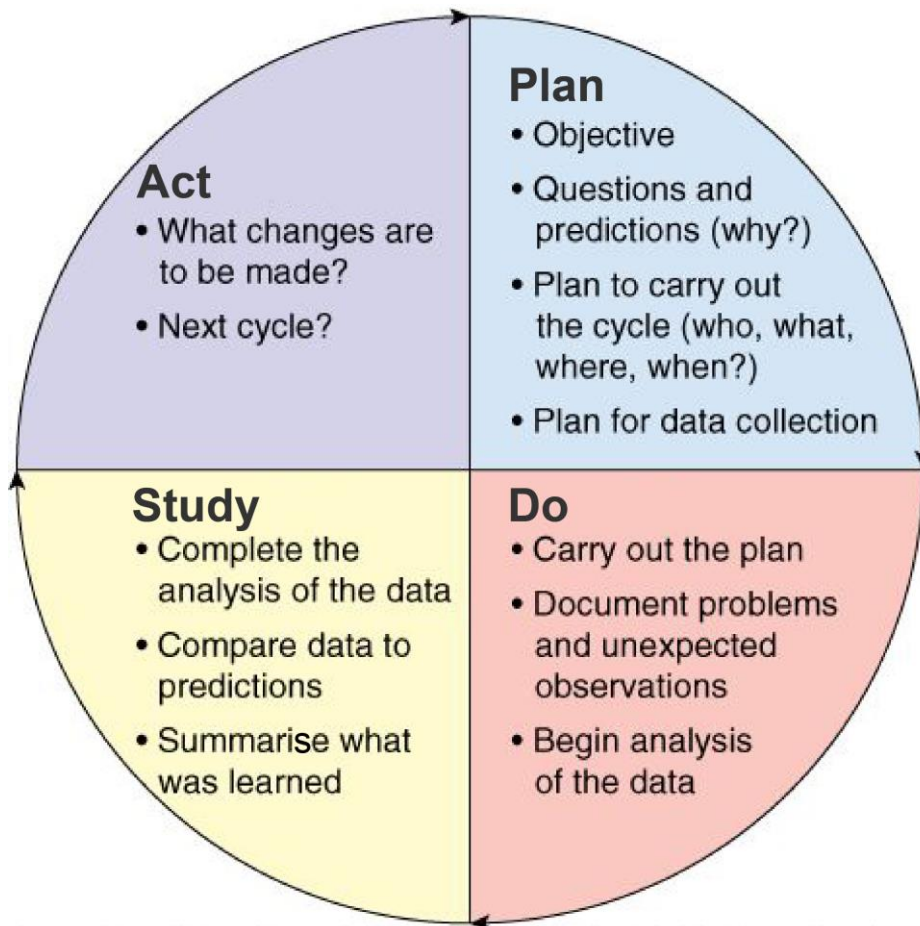 Plan
• Objective
• Questions and
predictions (why?)
• Plan to carry out
the cycle (who, what,
where, when?)
• Plan for data collection
Do
• Carry out the plan
• Document problems
and unexpected
observations
• Begin analysis
of the data
Study
• Complete the
analysis of the data
• Compare data to
predictions
• Summarise what
was learned
Act
• What changes are
to be made?
• Next cycle?